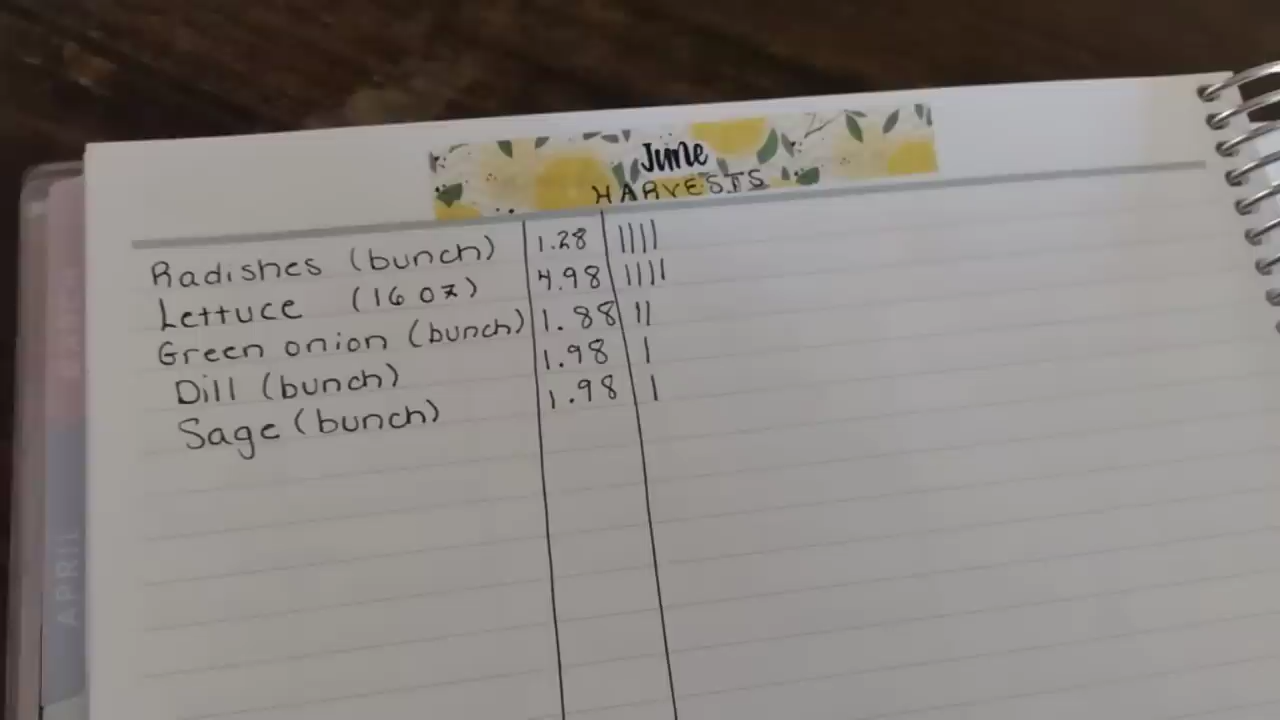 June
HARVESTS
Radishes (bunch) 1.28 ||||
Lettuce (16 oz) 4.98 ||||
Green onion (bunch) 1.88 ||
Dill (bunch) 1.98 |
Sage (bunch) 1.98 |
APRIL